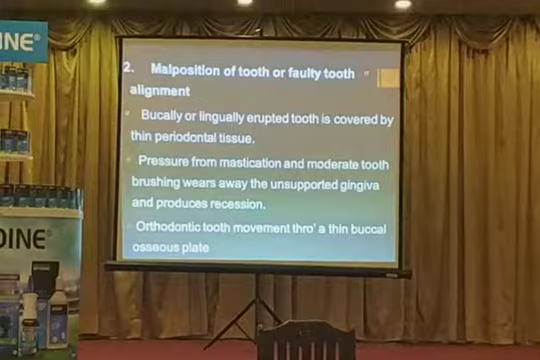 INE®
2. Malposition of tooth or faulty tooth
alignment
Bucally or lingually erupted tooth is covered by
thin periodontal tissue.
Pressure from mastication and moderate tooth
brushing wears away the unsupported gingiva
and produces recession.
Orthodontic tooth movement thro' a thin buccal
osseous plate
DINE®